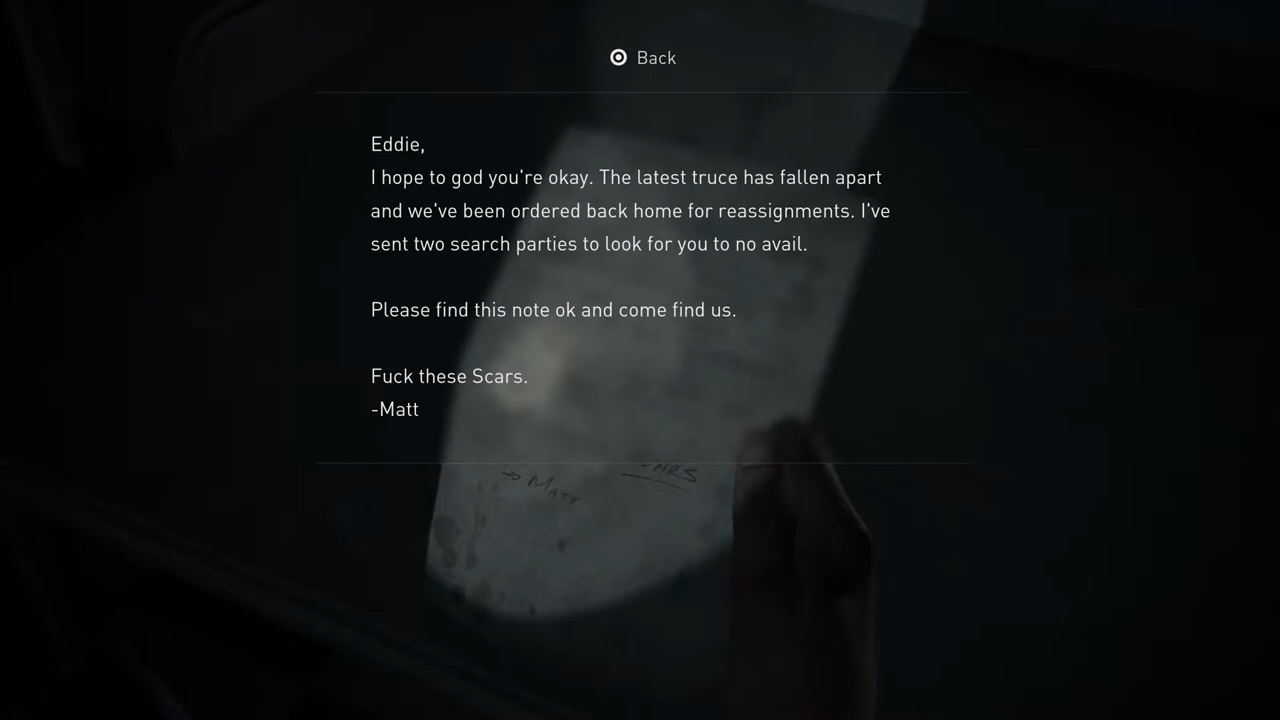 Back
Eddie,
I hope to god you're okay. The latest truce has fallen apart
and we've been ordered back home for reassignments. I've
sent two search parties to look for you to no avail.
Please find this note ok and come find us.
Fuck these Scars.
-Matt
→ MATT